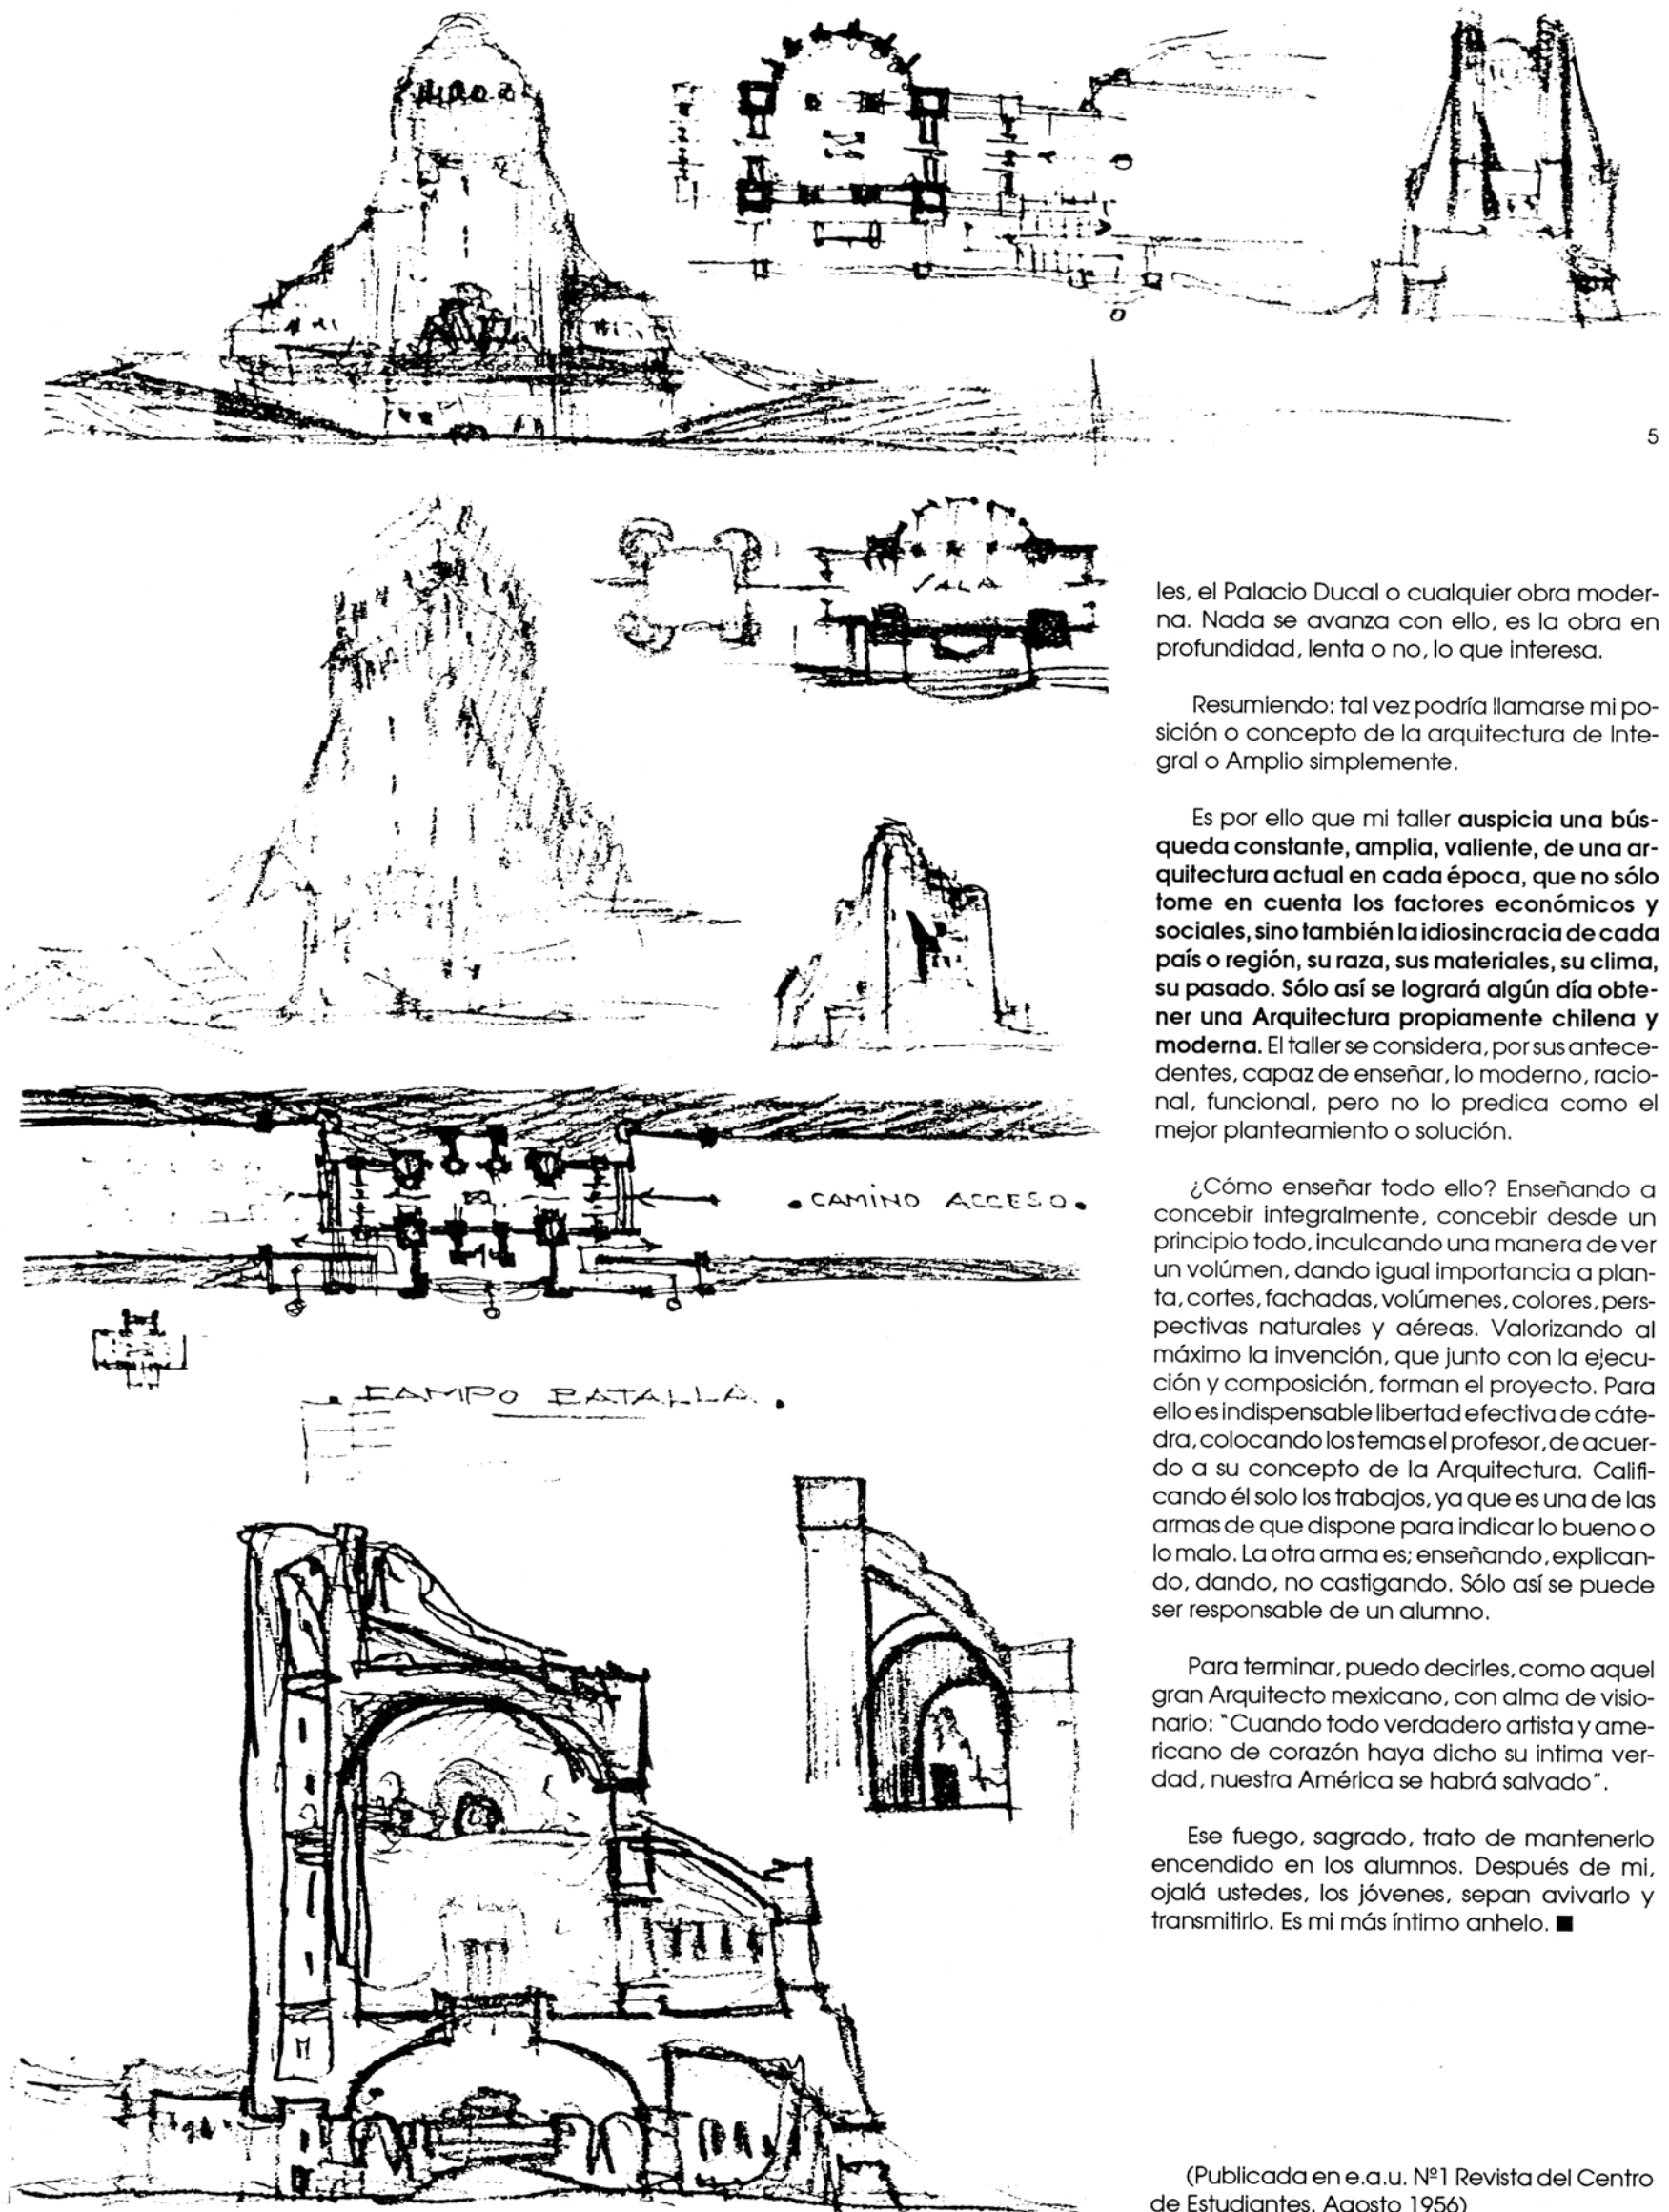 5
SALA
les, el Palacio Ducal o cualquier obra moder-
na. Nada se avanza con ello, es la obra en
profundidad, lenta o no, lo que interesa.
Resumiendo: tal vez podría llamarse mi po-
sición o concepto de la arquitectura de Inte-
gral o Amplio simplemente.
Es por ello que mi taller auspicia una bús-
queda constante, amplia, valiente, de una ar-
quitectura actual en cada época, que no sólo
tome en cuenta los factores económicos y
sociales, sino también la idiosincracia de cada
país o región, su raza, sus materiales, su clima,
su pasado. Sólo así se logrará algún día obte-
ner una Arquitectura propiamente chilena y
moderna. El taller se considera, por sus antece-
dentes, capaz de enseñar, lo moderno, racio-
nal, funcional, pero no lo predica como el
mejor planteamiento o solución.
¿Cómo enseñar todo ello? Enseñando a
concebir integralmente, concebir desde un
principio todo, inculcando una manera de ver
un volúmen, dando igual importancia a plan-
ta, cortes, fachadas, volúmenes, colores, pers-
pectivas naturales y aéreas. Valorizando al
máximo la invención, que junto con la ejecu-
ción y composición, forman el proyecto. Para
ello es indispensable libertad efectiva de cáte-
dra, colocando los temas el profesor, de acuer-
do a su concepto de la Arquitectura. Califi-
cando él solo los trabajos, ya que es una de las
armas de que dispone para indicar lo bueno o
lo malo. La otra arma es; enseñando, explican-
do, dando, no castigando. Sólo así se puede
ser responsable de un alumno.
Para terminar, puedo decirles, como aquel
gran Arquitecto mexicano, con alma de visio-
nario: "Cuando todo verdadero artista y ame-
ricano de corazón haya dicho su intima ver-
dad, nuestra América se habrá salvado".
Ese fuego, sagrado, trato de mantenerlo
encendido en los alumnos. Después de mi,
ojalá ustedes, los jóvenes, sepan avivarlo y
transmitirlo. Es mi más íntimo anhelo. ■
. CAMINO ACCESO .
. CAMPO BATALLA .
(Publicada en e.a.u. Nº1 Revista del Centro
de Estudiantes. Agosto 1956)